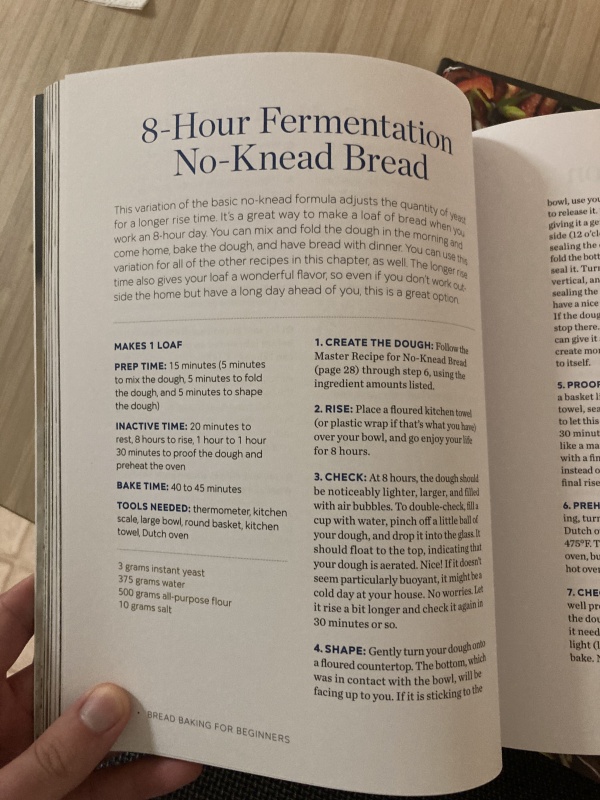 8-Hour Fermentation
No-Knead Bread
This variation of the basic no-knead formula adjusts the quantity of yeast
for a longer rise time. It's a great way to make a loaf of bread when you
work an 8-hour day. You can mix and fold the dough in the morning and
come home, bake the dough, and have bread with dinner. You can use this
variation for all of the other recipes in this chapter, as well. The longer rise
time also gives your loaf a wonderful flavor, so even if you don't work out-
side the home but have a long day ahead of you, this is a great option.
MAKES 1 LOAF
PREP TIME: 15 minutes (5 minutes
to mix the dough, 5 minutes to fold
the dough, and 5 minutes to shape
the dough)
INACTIVE TIME: 20 minutes to
rest, 8 hours to rise, 1 hour to 1 hour
30 minutes to proof the dough and
preheat the oven
BAKE TIME: 40 to 45 minutes
TOOLS NEEDED: thermometer, kitchen
scale, large bowl, round basket, kitchen
towel, Dutch oven
3 grams instant yeast
375 grams water
500 grams all-purpose flour
10 grams salt
1. CREATE THE DOUGH: Follow the
Master Recipe for No-Knead Bread
(page 28) through step 6, using the
ingredient amounts listed.
2. RISE: Place a floured kitchen towel
(or plastic wrap if that's what you have)
over your bowl, and go enjoy your life
for 8 hours.
3. CHECK: At 8 hours, the dough should
be noticeably lighter, larger, and filled
with air bubbles. To double-check, fill a
cup with water, pinch off a little ball of
your dough, and drop it into the glass. It
should float to the top, indicating that
your dough is aerated. Nice! If it doesn't
seem particularly buoyant, it might be a
cold day at your house. No worries. Let
it rise a bit longer and check it again in
30 minutes or so.
4. SHAPE: Gently turn your dough onto
a floured countertop. The bottom, which
was in contact with the bowl, will be
facing up to you. If it is sticking to the
• BREAD BAKING FOR BEGINNERS
bowl, use you
to release it.
giving it a ge
side (12 o'cl
sealing the
fold the bott
seal it. Turn
vertical, an
sealing the
have a nice
If the doug
stop there.
can give it
create mor
to itself.
5. PROOF
a basket li
towel, sea
to let this
30 minut
like a ma
with a fin
instead o
final rise
6. PREH
ing, turn
Dutch o
475°F. T
oven, bu
hot over
7. CHE
well pr
the dou
it need
light (l
bake. N